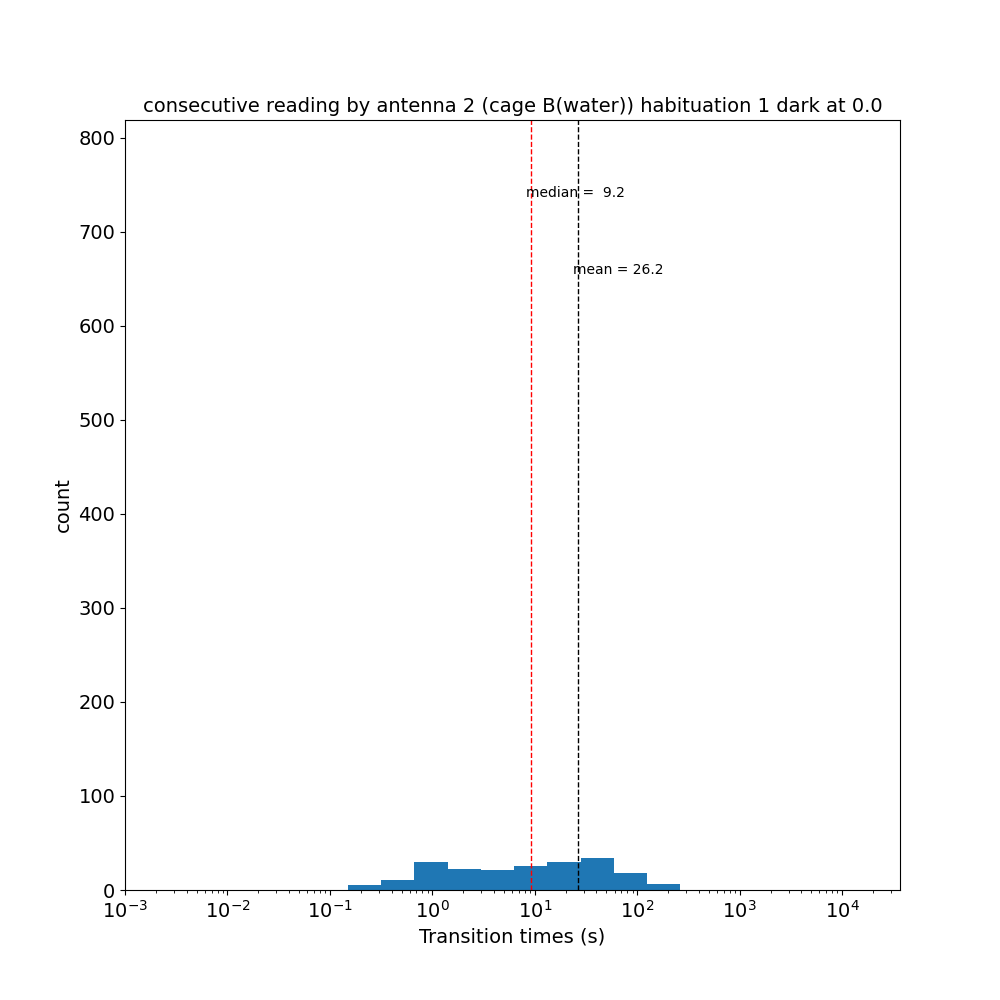 consecutive reading by antenna 2 (cage B(water)) habituation 1 dark at 0.0
800
median =  9.2
700
mean = 26.2
600
500
count
400
300
200
100
0
10⁻³ 10⁻² 10⁻¹ 10⁰ 10¹ 10² 10³ 10⁴
Transition times (s)